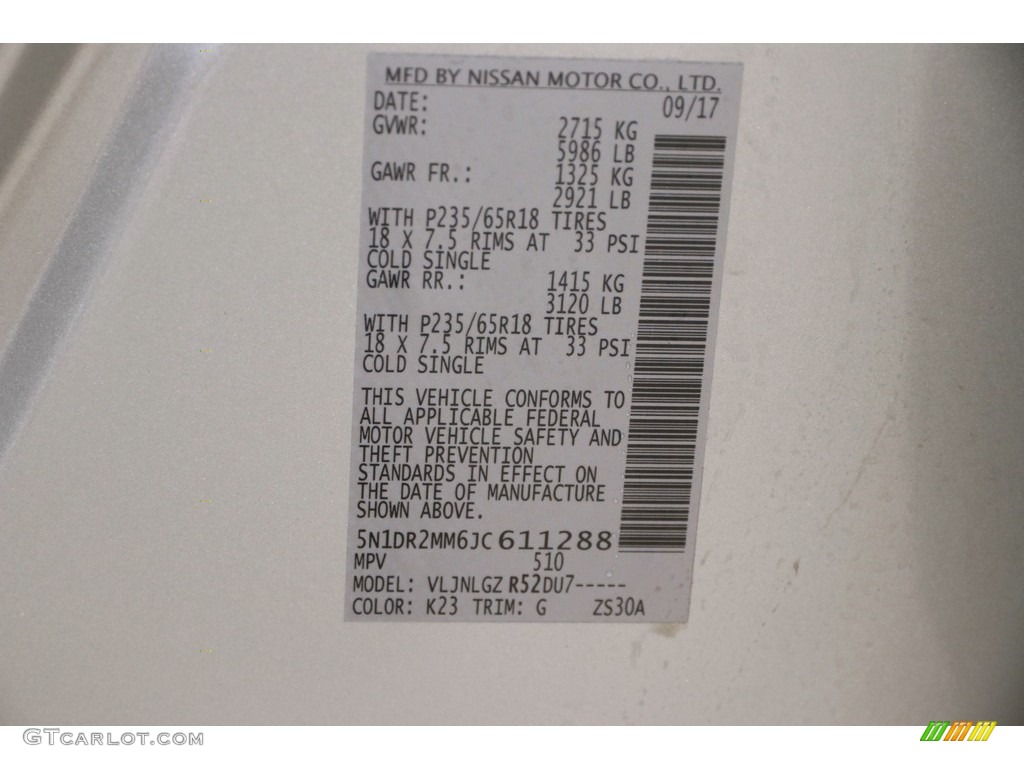 MFD BY NISSAN MOTOR CO., LTD.
DATE: 09/17
GVWR: 2715 KG
5986 LB
GAWR FR.: 1325 KG
2921 LB
WITH P235/65R18 TIRES
18 X 7.5 RIMS AT 33 PSI
COLD SINGLE
GAWR RR.: 1415 KG
3120 LB
WITH P235/65R18 TIRES
18 X 7.5 RIMS AT 33 PSI
COLD SINGLE
THIS VEHICLE CONFORMS TO
ALL APPLICABLE FEDERAL
MOTOR VEHICLE SAFETY AND
THEFT PREVENTION
STANDARDS IN EFFECT ON
THE DATE OF MANUFACTURE
SHOWN ABOVE.
5N1DR2MM6JC611288
MPV 510
MODEL: VLJNLGZ R52DU7-----
COLOR: K23 TRIM: G ZS30A
GTCARLOT.COM